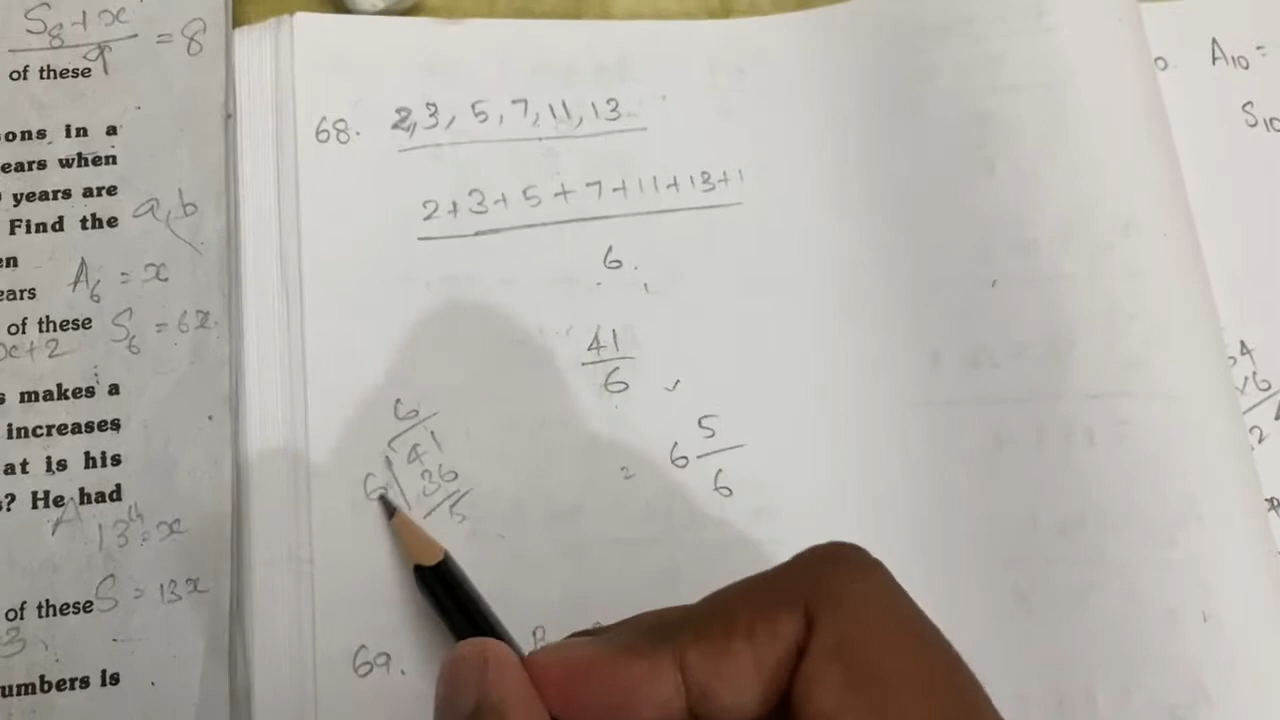 S8+x
9
= 8
of these
ons in a
ears when
years are
Find the
a, b
en
A6 = x
ears
of these
S6 = 6x
x+2
s makes a
increases
at is his
? He had
A
13th = x
of these
S = 13x
3
umbers is
68. 2, 3, 5, 7, 11, 13
2+3+5+7+11+13+1
6.
41
6
= 6 5
6
6
6 41
36
5
69.
A10 =
S10